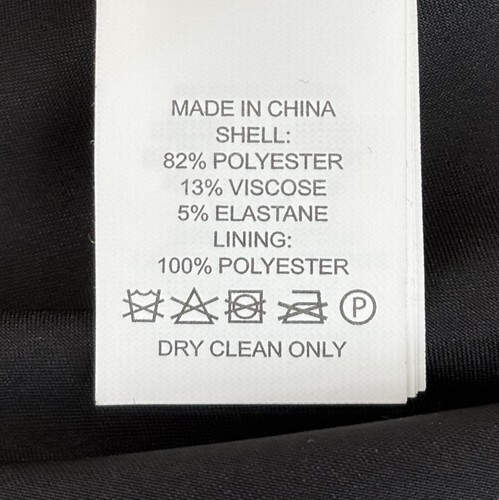 MADE IN CHINA
SHELL:
82% POLYESTER
13% VISCOSE
5% ELASTANE
LINING:
100% POLYESTER
P
DRY CLEAN ONLY